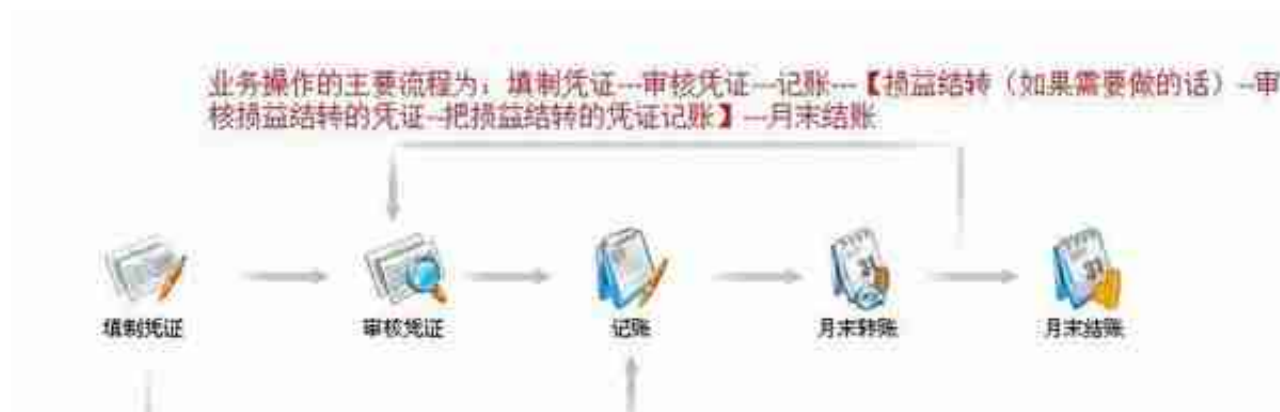 业务操作的主要流程为：填制凭证---审核凭证---记账---【损益结转（如果需要做的话）--审
核损益结转的凭证--把损益结转的凭证记账】---月末结账
填制凭证
审核凭证
记账
月末转账
月末结账